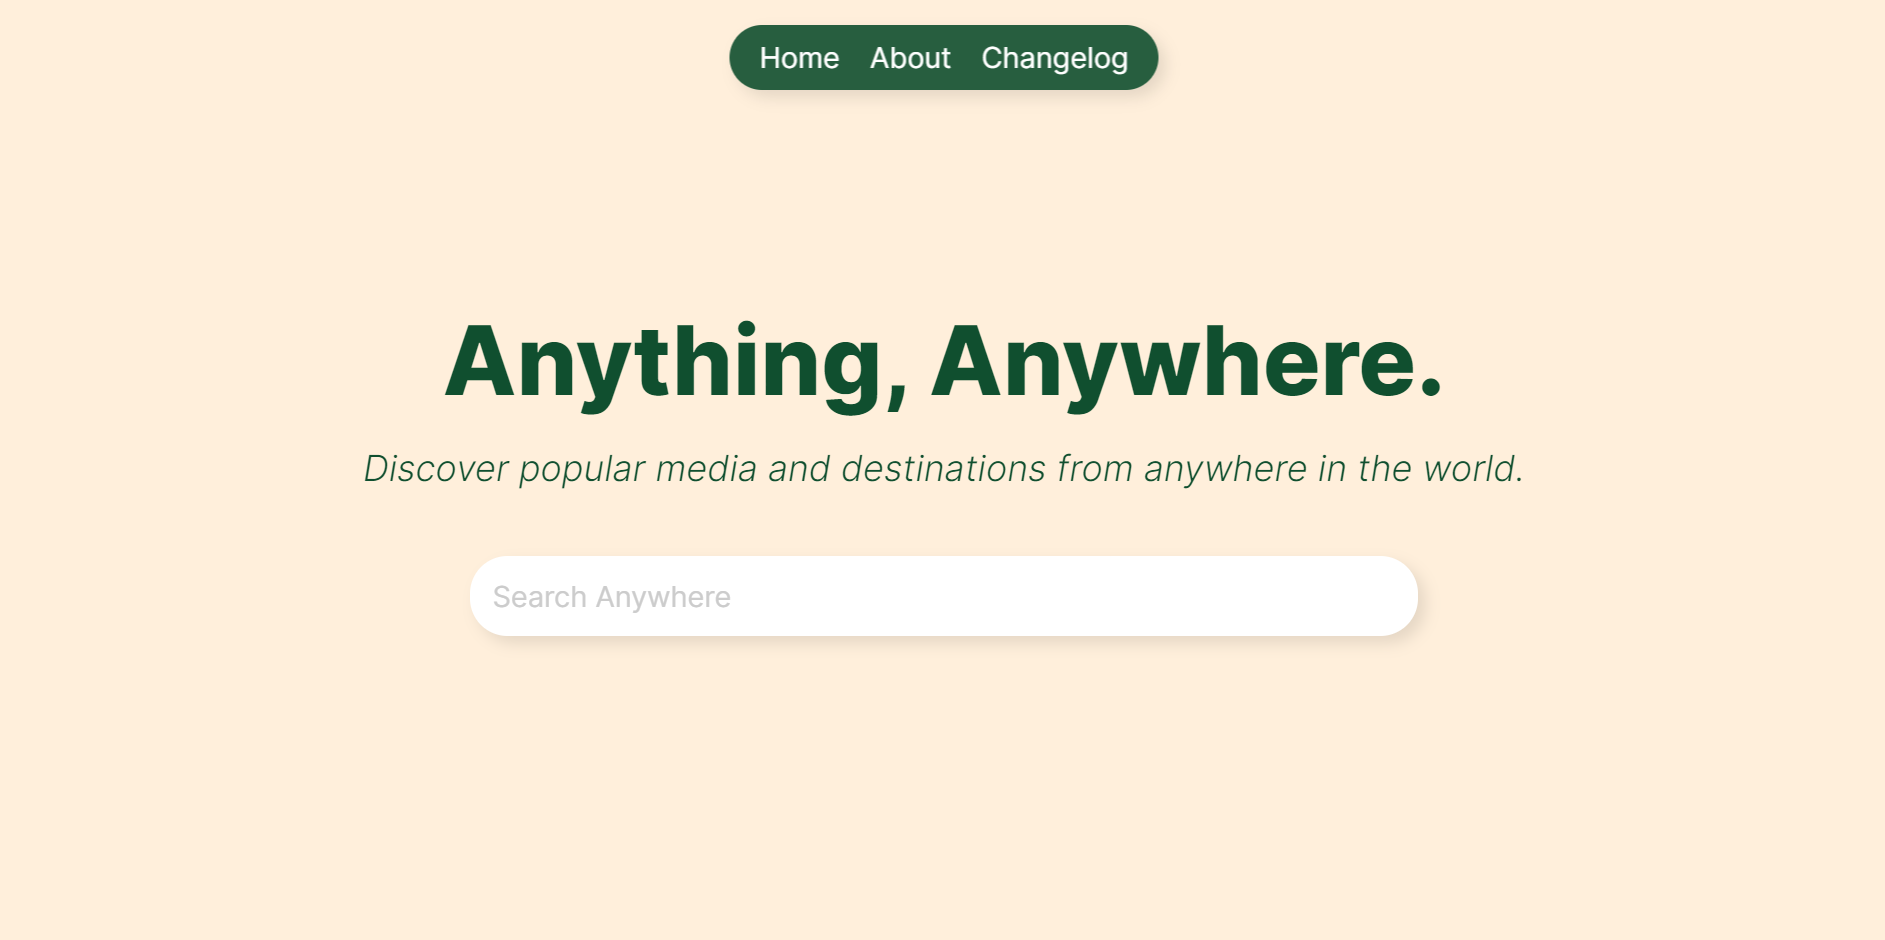 Home About Changelog
Anything, Anywhere.
Discover popular media and destinations from anywhere in the world.
Search Anywhere